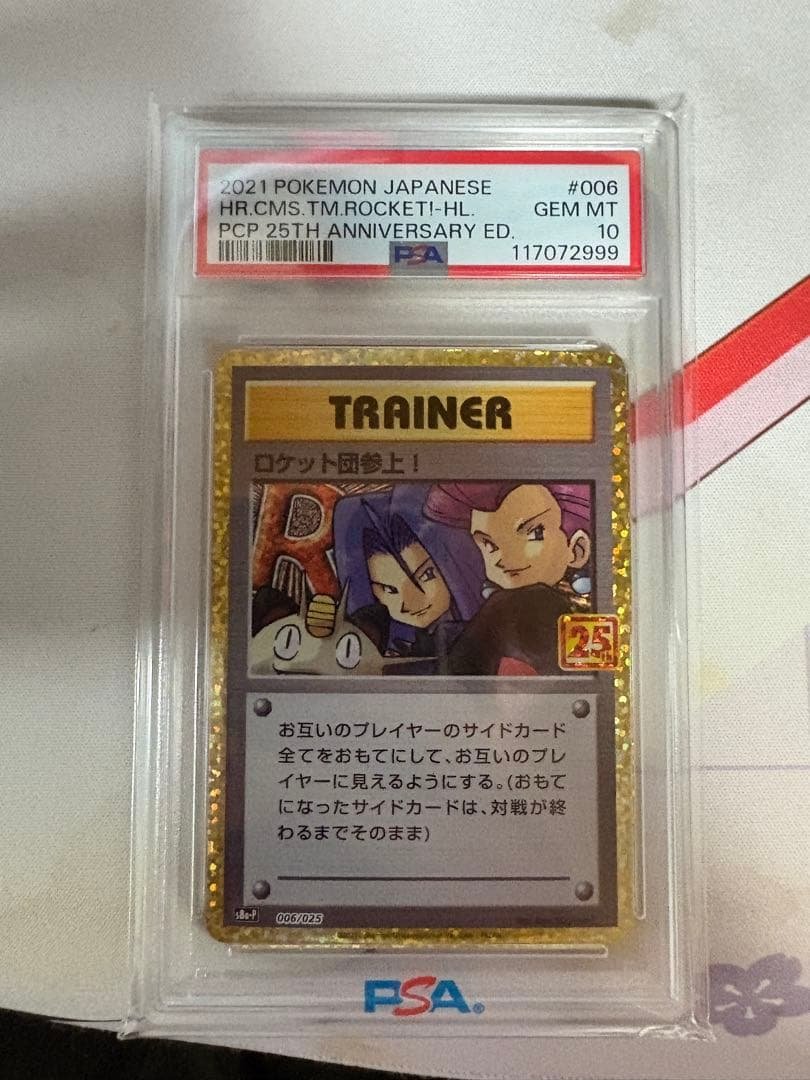 2021 POKEMON JAPANESE #006
HR.CMS.TM.ROCKET!-HL. GEM MT
PCP 25TH ANNIVERSARY ED. 10
PSA 117072999
TRAINER
ロケット団参上！
R
25th
お互いのプレイヤーのサイドカード
全てをおもてにして、お互いのプレ
イヤーに見えるようにする。(おもて
になったサイドカードは、対戦が終
わるまでそのまま)
s8a-P 006/025
PSA®